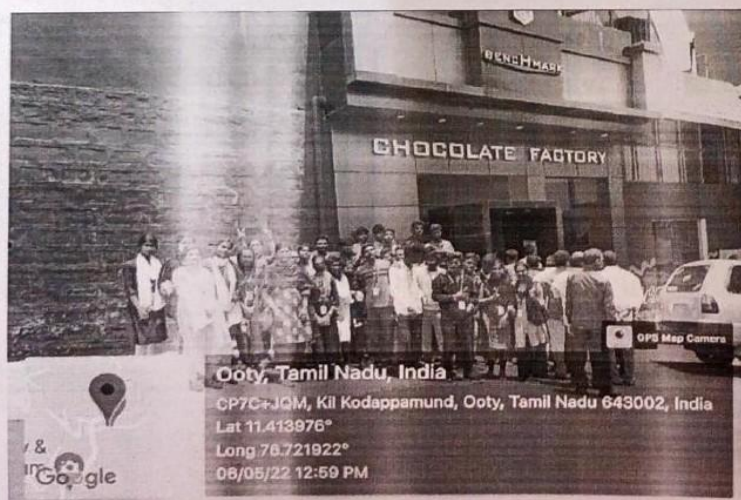 BENCHMARK
CHOCOLATE FACTORY
GPS Map Camera
Ooty, Tamil Nadu, India
CP7C+JQM, Kil Kodappamund, Ooty, Tamil Nadu 643002, India
Lat 11.413976°
Long 76.721922°
08/05/22 12:59 PM
Google